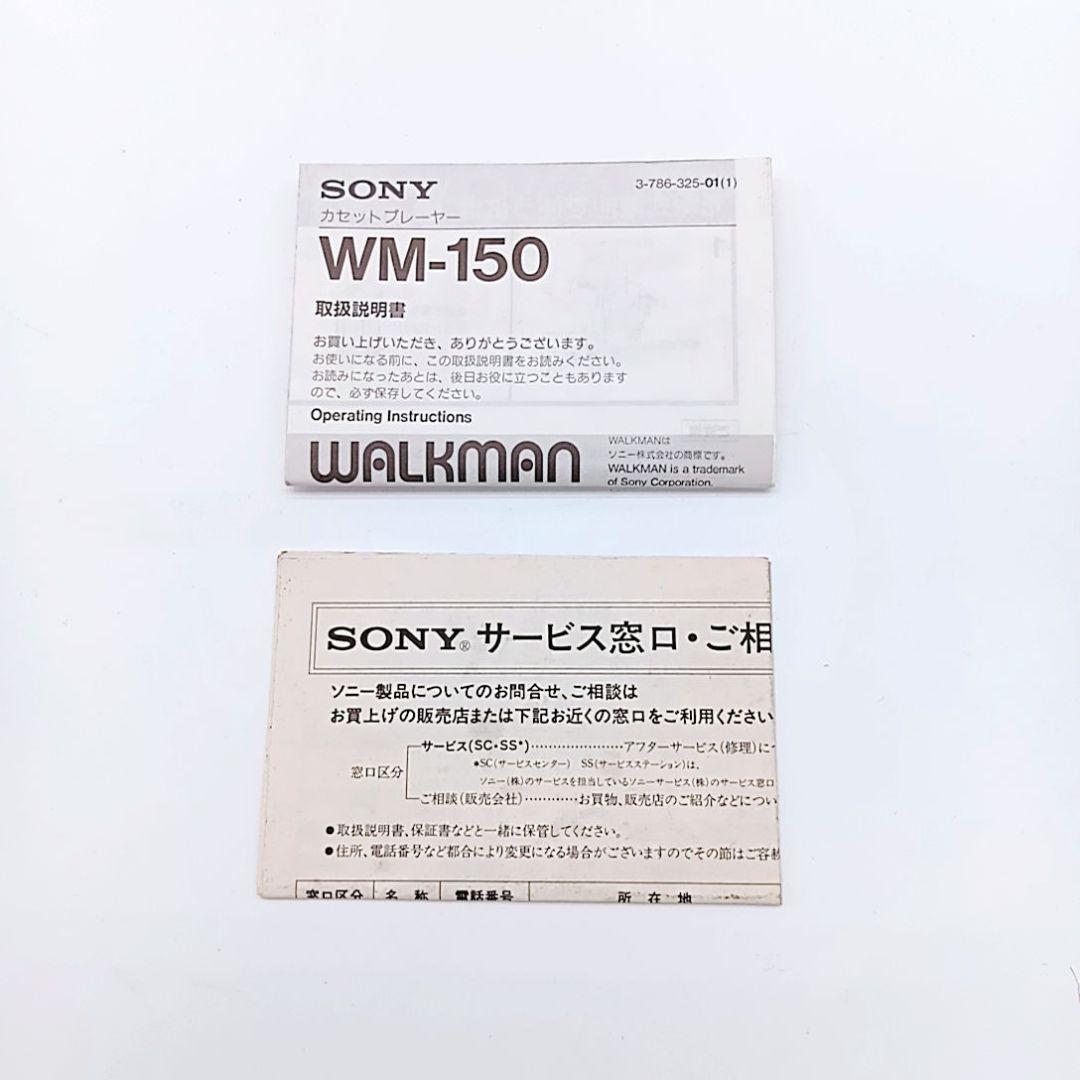 SONY
3-786-325-01(1)
カセットプレーヤー
WM-150
取扱説明書
お買い上げいただき、ありがとうございます。
お使いになる前に、この取扱説明書をお読みください。
お読みになったあとは、後日お役に立つこともあります
ので、必ず保存してください。
Operating Instructions
WALKMAN
WALKMANは
ソニー株式会社の商標です。
WALKMAN is a trademark
of Sony Corporation.
SONY® サービス窓口・ご相
ソニー製品についてのお問合せ、ご相談は
お買上げの販売店または下記お近くの窓口をご利用ください
サービス(SC・SS*)……………………アフターサービス(修理)に
*SC(サービスセンター) SS(サービスステーション)は、
窓口区分
ソニー(株)のサービスを担当しているソニーサービス(株)のサービス窓口
ご相談(販売会社)…………お買物、販売店のご紹介などについ
●取扱説明書、保証書などと一緒に保管してください。
●住所、電話番号など都合により変更になる場合がございますのでその節はご容
窓口区分 名 称 電話番号 所 在 地